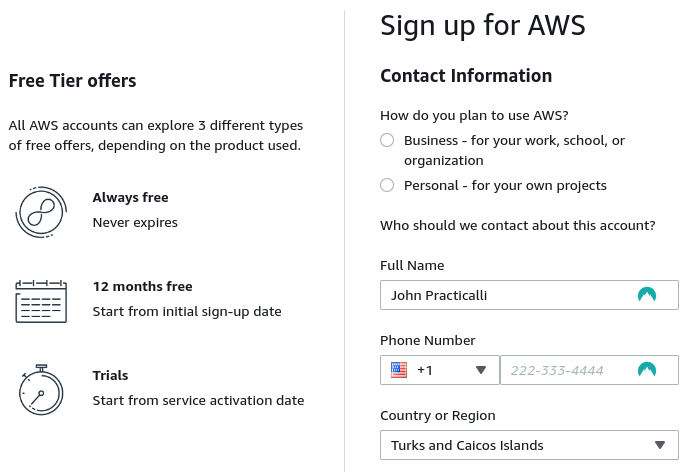 Free Tier offers
All AWS accounts can explore 3 different types
of free offers, depending on the product used.
Always free
Never expires
12 months free
Start from initial sign-up date
Trials
Start from service activation date
Sign up for AWS
Contact Information
How do you plan to use AWS?
Business - for your work, school, or
organization
Personal - for your own projects
Who should we contact about this account?
Full Name
John Practicalli
Phone Number
+1
222-333-4444
Country or Region
Turks and Caicos Islands